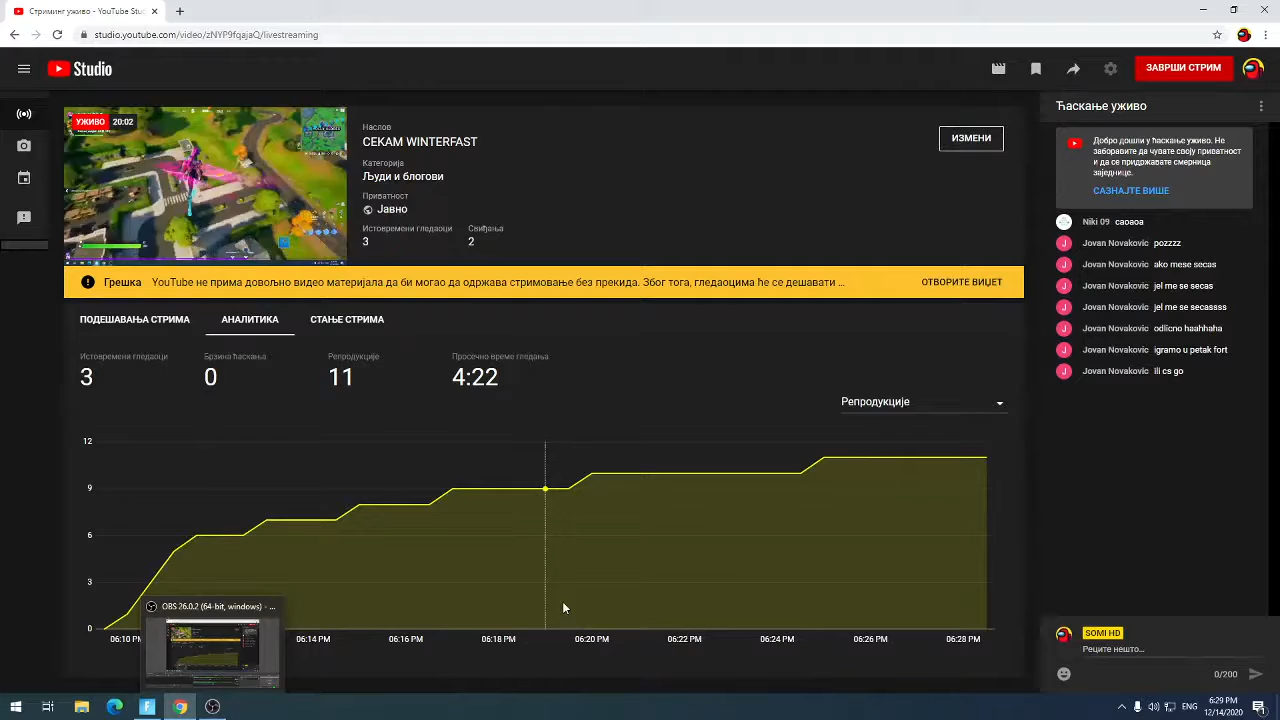 Стриминг уживо - YouTube Stu
studio.youtube.com/video/zNYP9fqajaQ/livestreaming
Studio
ЗАВРШИ СТРИМ
УЖИВО 20:02
Наслов
CEKAM WINTERFAST
Категорија
Људи и блогови
Приватност
Јавно
Истовремени гледаоци
Свиђања
3
2
ИЗМЕНИ
Грешка YouTube не прима довољно видео материјала да би могао да одржава стримовање без прекида. Због тога, гледаоцима ће се дешавати ...
ОТВОРИТЕ ВИЏЕТ
ПОДЕШАВАЊА СТРИМА
АНАЛИТИКА
СТАЊЕ СТРИМА
Истовремени гледаоци
Брзина ћаскања
Репродукције
Просечно време гледања
3
0
11
4:22
Репродукције
12
9
6
3
0
06:10 P
06:14 PM
06:16 PM
06:18 PM
06:20 PM
06:22 PM
06:24 PM
06:26 PM
06:28 PM
OBS 26.0.2 (64-bit, windows) - ...
Ћаскање уживо
Добро дошли у ћаскање уживо. Не
заборавите да чувате своју приватност
и да се придржавате смерница
заједнице.
САЗНАЈТЕ ВИШЕ
Niki 09 саоаоа
Jovan Novakovic pozzzz
Jovan Novakovic ako mese secas
Jovan Novakovic jel me se secas
Jovan Novakovic jel me se secassss
Jovan Novakovic odlicno haahhaha
Jovan Novakovic igramo u petak fort
Jovan Novakovic ili cs go
SOMI HD
Реците нешто...
0/200
ENG
6:29 PM
12/14/2020